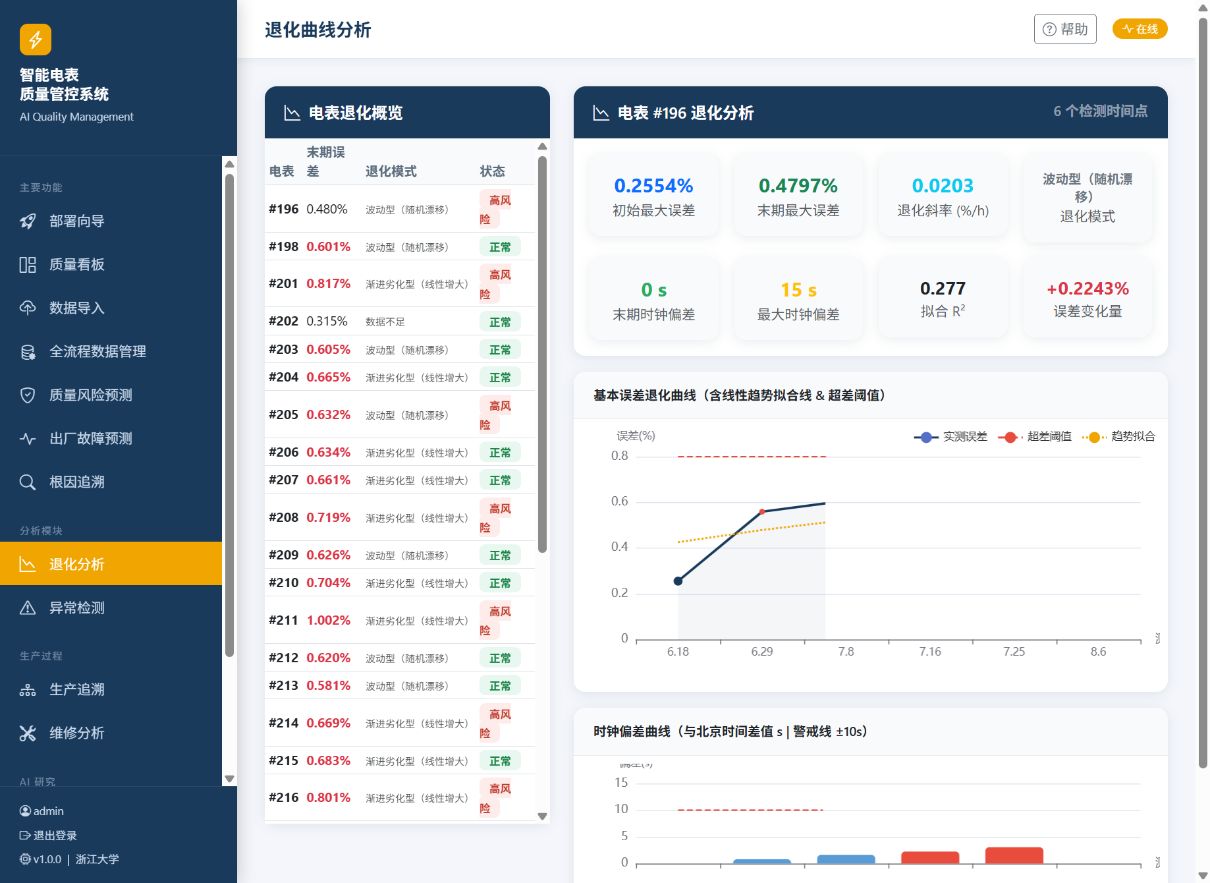 智能电表
质量管控系统
AI Quality Management
主要功能
部署向导
质量看板
数据导入
全流程数据管理
质量风险预测
出厂故障预测
根因追溯
分析模块
退化分析
异常检测
生产过程
生产追溯
维修分析
AI 研究
admin
退出登录
v1.0.0 | 浙江大学
退化曲线分析
帮助
在线
电表退化概览
电表 末期误差 退化模式 状态
#196 0.480% 波动型（随机漂移） 高风险
#198 0.601% 波动型（随机漂移） 正常
#201 0.817% 渐进劣化型（线性增大） 高风险
#202 0.315% 数据不足 正常
#203 0.605% 波动型（随机漂移） 正常
#204 0.665% 渐进劣化型（线性增大） 正常
#205 0.632% 波动型（随机漂移） 高风险
#206 0.634% 渐进劣化型（线性增大） 正常
#207 0.661% 渐进劣化型（线性增大） 正常
#208 0.719% 渐进劣化型（线性增大） 高风险
#209 0.626% 波动型（随机漂移） 正常
#210 0.704% 渐进劣化型（线性增大） 正常
#211 1.002% 渐进劣化型（线性增大） 高风险
#212 0.620% 波动型（随机漂移） 正常
#213 0.581% 波动型（随机漂移） 正常
#214 0.669% 渐进劣化型（线性增大） 高风险
#215 0.683% 渐进劣化型（线性增大） 正常
#216 0.801% 渐进劣化型（线性增大） 高风险
电表 #196 退化分析
6 个检测时间点
0.2554%
初始最大误差
0.4797%
末期最大误差
0.0203
退化斜率 (%/h)
波动型（随机漂
移）
退化模式
0 s
末期时钟偏差
15 s
最大时钟偏差
0.277
拟合 R²
+0.2243%
误差变化量
基本误差退化曲线（含线性趋势拟合线 & 超差阈值）
误差(%)
实测误差 超差阈值 趋势拟合
0.8
0.6
0.4
0.2
0
6.18 6.29 7.8 7.16 7.25 8.6
时钟偏差曲线（与北京时间差值 s | 警戒线 ±10s）
偏差(s)
15
10
5
0